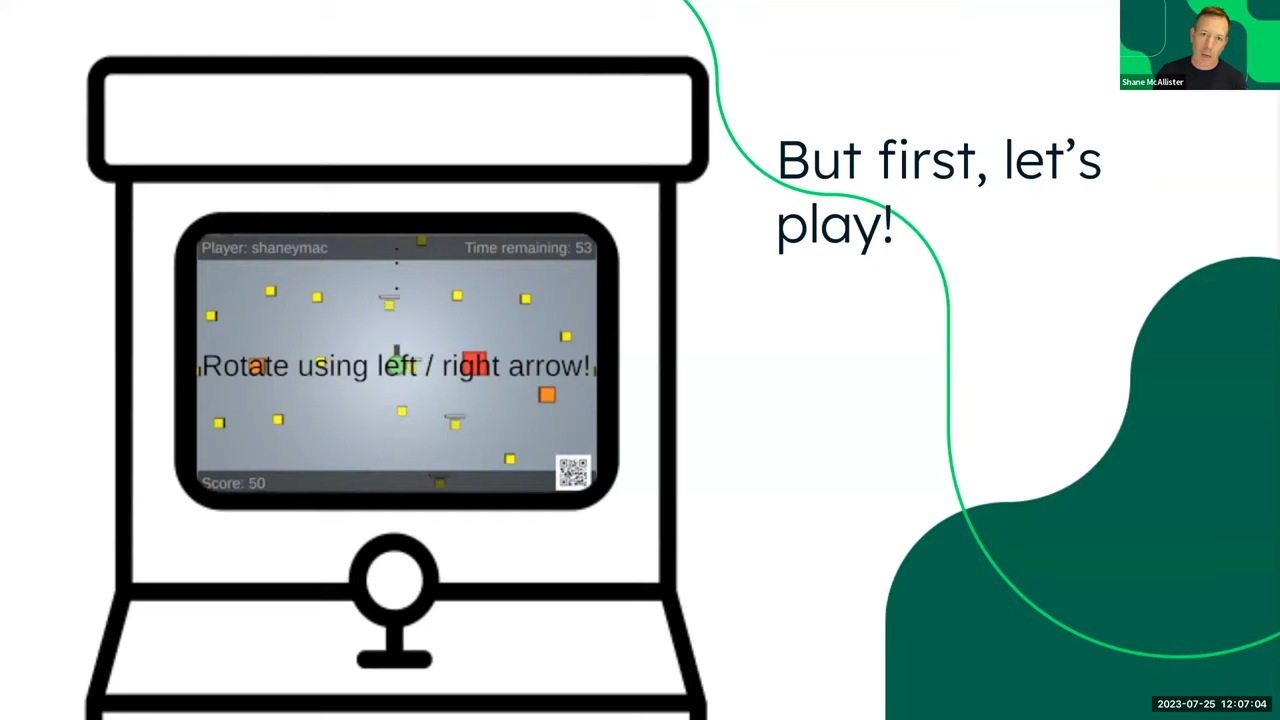 Shane McAllister
But first, let's
play!
Player: shaneymac
Time remaining: 53
Rotate using left / right arrow!
Score: 50
2023-07-25 12:07:04